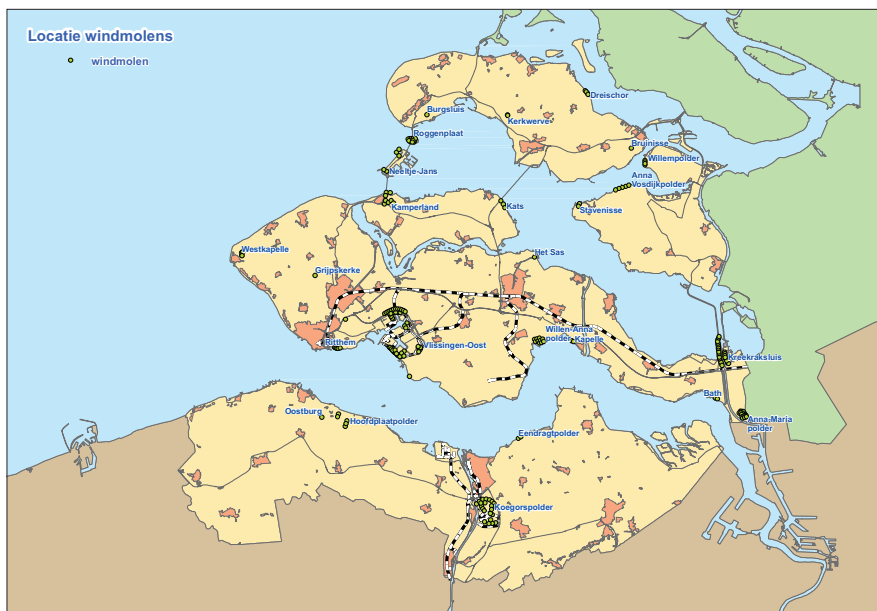 Locatie windmolens
windmolen
Dreischor
Burgsluis
Kerkwerve
Roggenplaat
Bruinisse
Willempolder
Neeltje-Jans
Anna
Vosdijkpolder
Kamperland
Kats
Stavenisse
Westkapelle
Het Sas
Grijpskerke
Willem-Anna
polder
Kapelle
Ritthem
Vlissingen-Oost
Kreekraksluis
Bath
Oostburg
Hoofdplaatpolder
Anna-Maria
polder
Eendragtpolder
Koegorspolder